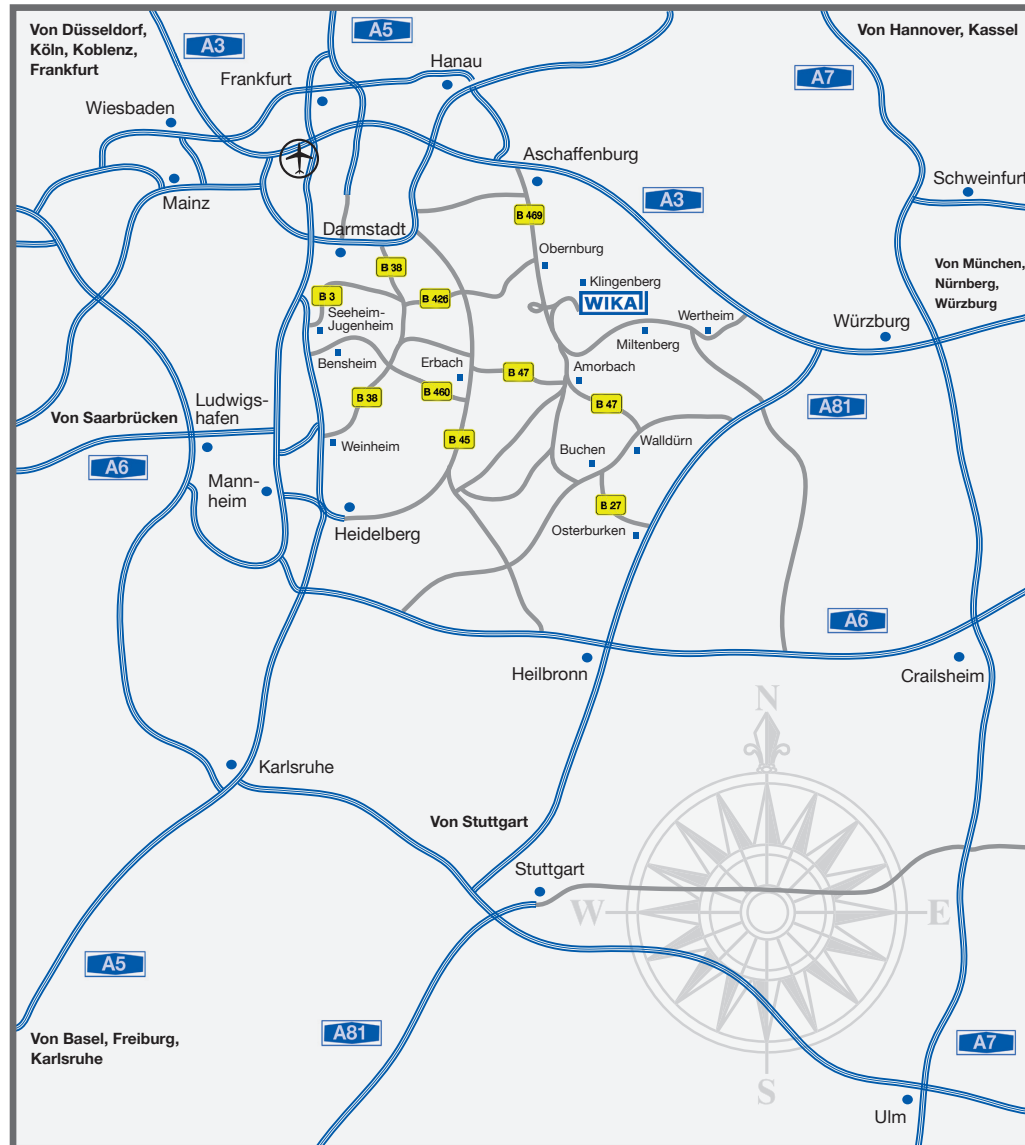 Von Düsseldorf,
Köln, Koblenz,
Frankfurt
A3
A5
Von Hannover, Kassel
A7
Hanau
Frankfurt
Wiesbaden
Aschaffenburg
Mainz
Schweinfurt
A3
B 469
Darmstadt
Obernburg
B 38
Klingenberg
Von München,
Nürnberg,
Würzburg
B 3
B 426
WIKA
Seeheim-
Jugenheim
Wertheim
Würzburg
Miltenberg
Bensheim
Erbach
B 47
Amorbach
B 38
B 460
B 47
A81
Ludwigs-
hafen
Von Saarbrücken
Weinheim
B 45
Buchen
Walldürn
A6
Mann-
heim
Heidelberg
B 27
Osterburken
A6
Heilbronn
Crailsheim
N
Karlsruhe
Von Stuttgart
Stuttgart
W
E
A5
Von Basel, Freiburg,
Karlsruhe
A81
A7
S
Ulm